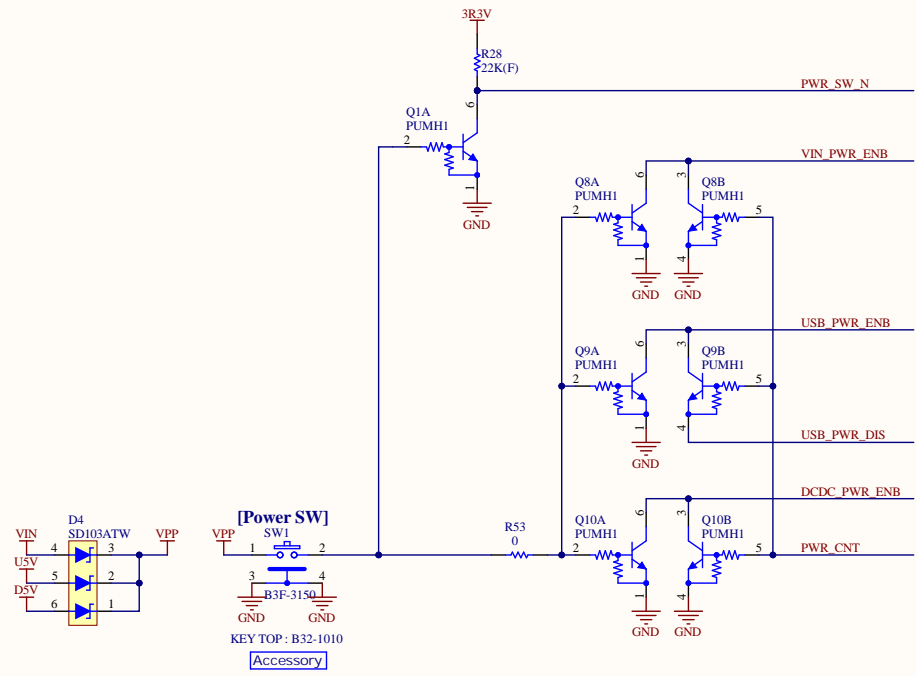 3R3V
R28
22K(F)
PWR_SW_N
6
Q1A
PUMH1
2
1
GND
VIN_PWR_ENB
6
3
Q8A
PUMH1
Q8B
PUMH1
2
5
1
4
GND
GND
USB_PWR_ENB
6
3
Q9A
PUMH1
Q9B
PUMH1
2
5
1
4
USB_PWR_DIS
GND
DCDC_PWR_ENB
6
3
[Power SW]
D4
SD103ATW
SW1
R53
0
Q10A
PUMH1
Q10B
PUMH1
VIN
4
3
VPP
VPP
1
2
2
5
PWR_CNT
U5V
5
2
3
4
D5V
6
1
B3F-3150
1
4
GND
GND
GND
GND
KEY TOP : B32-1010
Accessory